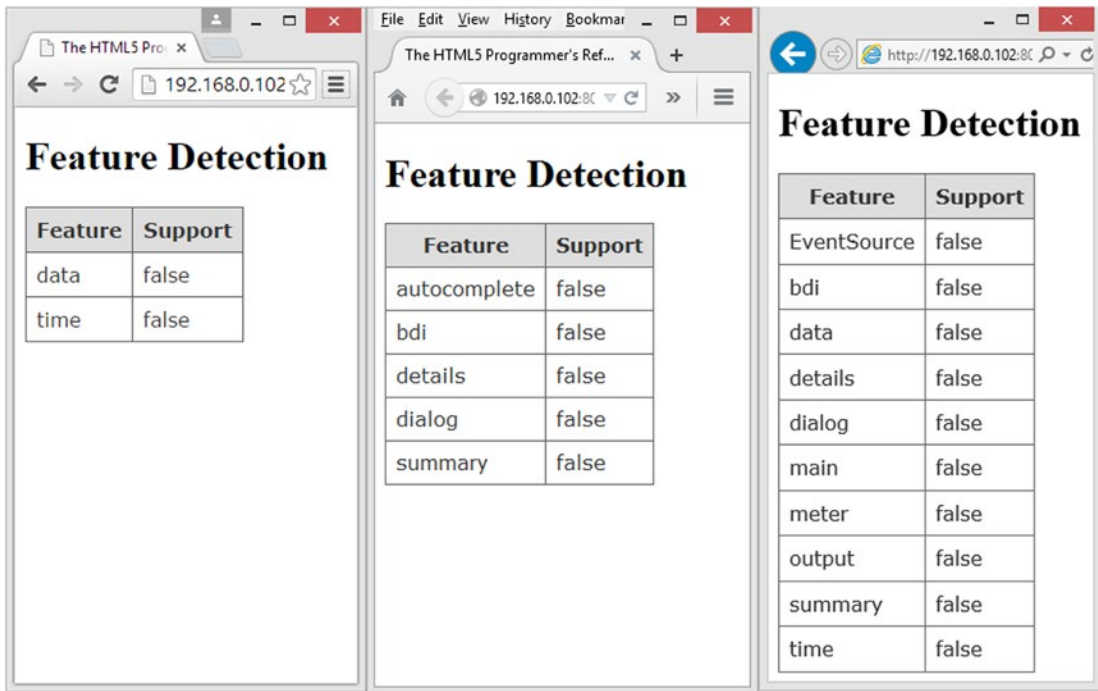 The HTML5 Pro
192.168.0.102
Feature Detection
Feature Support
data false
time false
File Edit View History Bookmar
The HTML5 Programmer's Ref...
192.168.0.102:8
Feature Detection
Feature Support
autocomplete false
bdi false
details false
dialog false
summary false
http://192.168.0.102:8
Feature Detection
Feature Support
EventSource false
bdi false
data false
details false
dialog false
main false
meter false
output false
summary false
time false